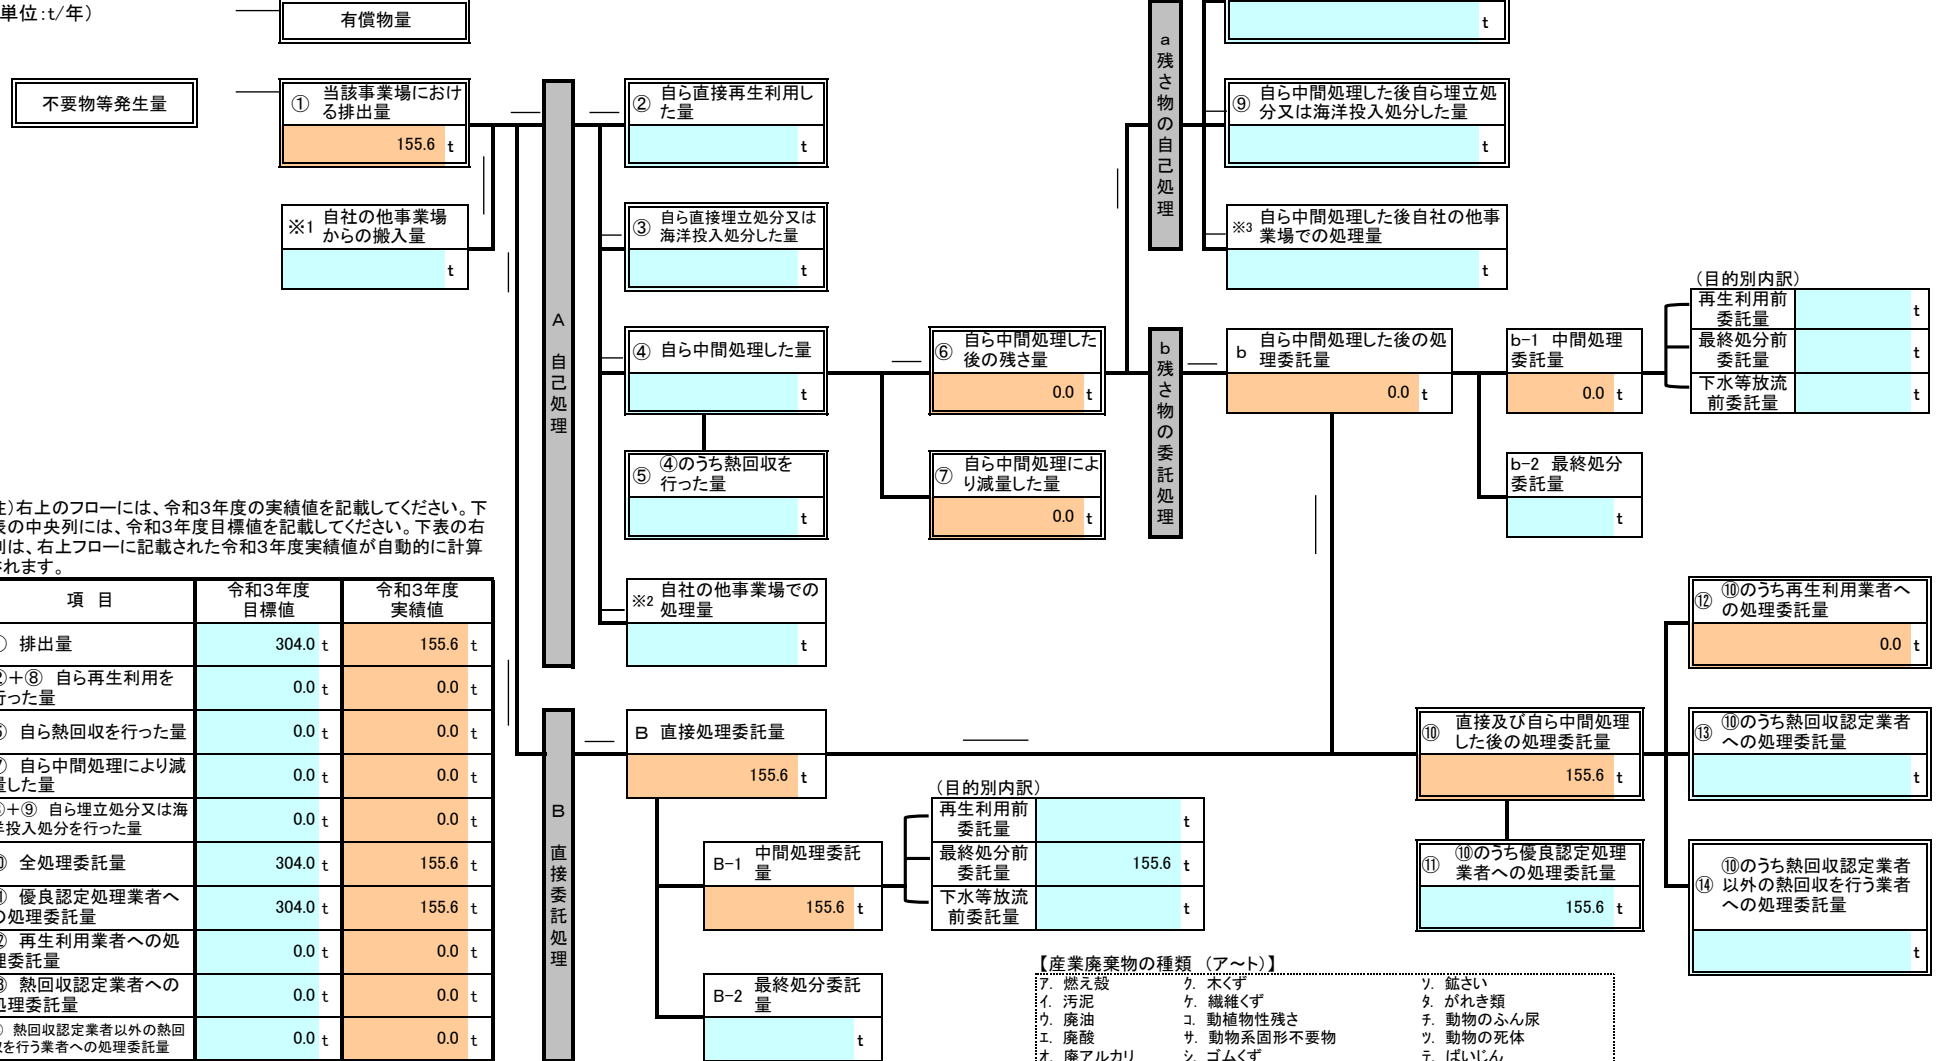 単位:t/年）
有償物量
t
不要物等発生量
① 当該事業場におけ
る排出量
155.6 t
※1 自社の他事業場
からの搬入量
t
A 自己処理
② 自ら直接再生利用し
た量
t
③ 自ら直接埋立処分又は
海洋投入処分した量
t
④ 自ら中間処理した量
t
⑤ ④のうち熱回収を
行った量
t
※2 自社の他事業場での
処理量
t
⑥ 自ら中間処理した
後の残さ量
0.0 t
⑦ 自ら中間処理によ
り減量した量
0.0 t
a 残さ物の自己処理
⑨ 自ら中間処理した後自ら埋立処
分又は海洋投入処分した量
t
※3 自ら中間処理した後自社の他事
業場での処理量
t
b 残さ物の委託処理
b 自ら中間処理した後の処
理委託量
0.0 t
b-1 中間処理
委託量
0.0 t
b-2 最終処分
委託量
t
（目的別内訳）
再生利用前
委託量
t
最終処分前
委託量
t
下水等放流
前委託量
t
注）右上のフローには、令和3年度の実績値を記載してください。下
表の中央列には、令和3年度目標値を記載してください。下表の右
列は、右上フローに記載された令和3年度実績値が自動的に計算
されます。
項 目 令和3年度 目標値 令和3年度 実績値
① 排出量 304.0 t 155.6 t
②＋⑧ 自ら再生利用を
行った量 0.0 t 0.0 t
⑤ 自ら熱回収を行った量 0.0 t 0.0 t
⑦ 自ら中間処理により減
量した量 0.0 t 0.0 t
③＋⑨ 自ら埋立処分又は海
洋投入処分を行った量 0.0 t 0.0 t
⑩ 全処理委託量 304.0 t 155.6 t
⑪ 優良認定処理業者へ
の処理委託量 304.0 t 155.6 t
⑫ 再生利用業者への処
理委託量 0.0 t 0.0 t
⑬ 熱回収認定業者への
処理委託量 0.0 t 0.0 t
⑭ 熱回収認定業者以外の熱回
収を行う業者への処理委託量 0.0 t 0.0 t
B 直接委託処理
B 直接処理委託量
155.6 t
B-1 中間処理委託
量
155.6 t
B-2 最終処分委託
量
t
（目的別内訳）
再生利用前
委託量
t
最終処分前
委託量
155.6 t
下水等放流
前委託量
t
⑩ 直接及び自ら中間処理
した後の処理委託量
155.6 t
⑪ ⑩のうち優良認定処理
業者への処理委託量
155.6 t
⑫ ⑩のうち再生利用業者へ
の処理委託量
0.0 t
⑬ ⑩のうち熱回収認定業者
への処理委託量
t
⑭ ⑩のうち熱回収認定業者
以外の熱回収を行う業者
への処理委託量
t
【産業廃棄物の種類 （ア～ト）】
ア. 燃え殻 ク. 木くず ソ. 鉱さい
イ. 汚泥 ケ. 繊維くず タ. がれき類
ウ. 廃油 コ. 動植物性残さ チ. 動物のふん尿
エ. 廃酸 サ. 動物系固形不要物 ツ. 動物の死体
オ. 廃アルカリ シ. ゴムくず テ. ばいじん